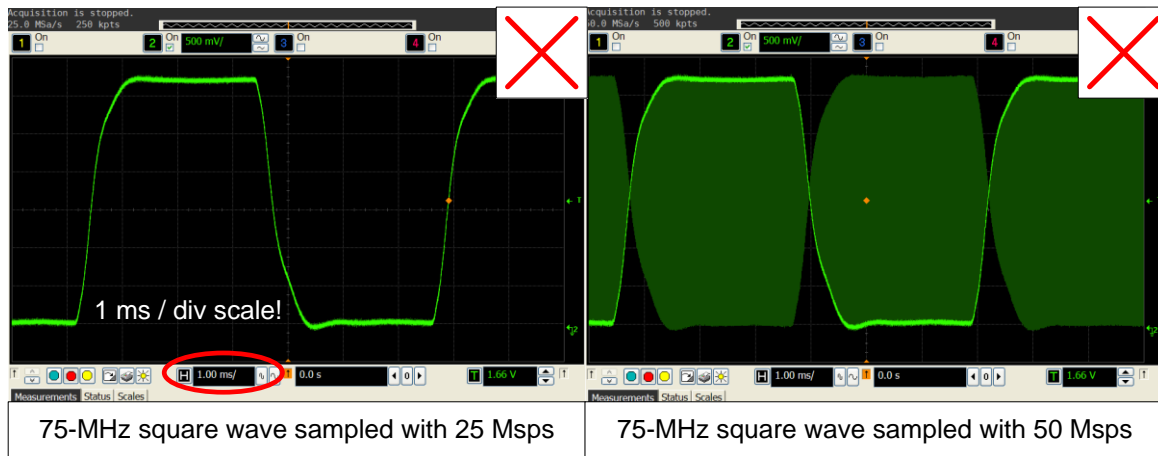 Acquisition is stopped.
25.0 MSa/s 250 kpts
1 On 2 On 500 mV/ 3 On 4 On
T
1 ms / div scale!
2
H 1.00 ms/ 0.0 s 0 T 1.66 V
Measurements Status Scales
75-MHz square wave sampled with 25 Msps
Acquisition is stopped.
50.0 MSa/s 500 kpts
1 On 2 On 500 mV/ 3 On 4 On
2
H 1.00 ms/ 0.0 s 0 T 1.66 V
Measurements Status Scales
75-MHz square wave sampled with 50 Msps